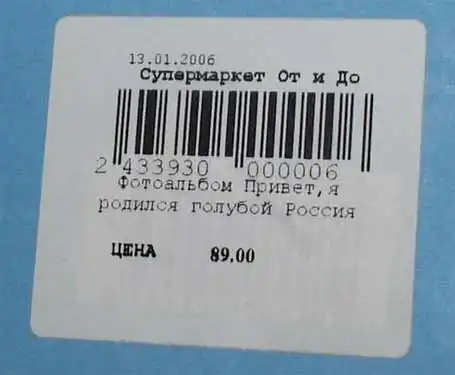 13.01.2006
Супермаркет От и До
2 433930 000006
Фотоальбом Привет,я
родился голубой Россия
ЦЕНА 89.00